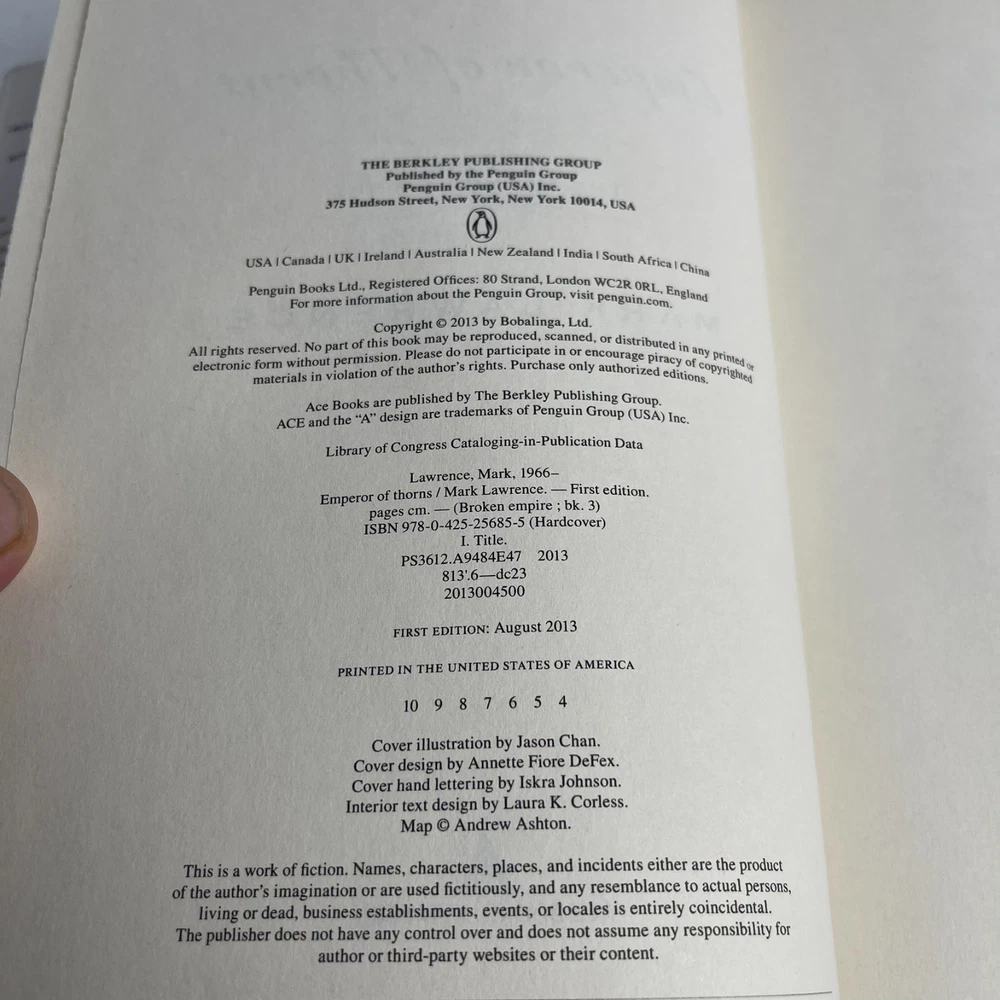 THE BERKLEY PUBLISHING GROUP
Published by the Penguin Group
Penguin Group (USA) Inc.
375 Hudson Street, New York, New York 10014, USA
USA | Canada | UK | Ireland | Australia | New Zealand | India | South Africa | China
Penguin Books Ltd., Registered Offices: 80 Strand, London WC2R 0RL, England
For more information about the Penguin Group, visit penguin.com.
Copyright © 2013 by Bobalinga, Ltd.
All rights reserved. No part of this book may be reproduced, scanned, or distributed in any printed or
electronic form without permission. Please do not participate in or encourage piracy of copyrighted
materials in violation of the author's rights. Purchase only authorized editions.
Ace Books are published by The Berkley Publishing Group.
ACE and the “A” design are trademarks of Penguin Group (USA) Inc.
Library of Congress Cataloging-in-Publication Data
Lawrence, Mark, 1966–
Emperor of thorns / Mark Lawrence. — First edition.
pages cm. — (Broken empire ; bk. 3)
ISBN 978-0-425-25685-5 (Hardcover)
I. Title.
PS3612.A9484E47 2013
813'.6—dc23
2013004500
FIRST EDITION: August 2013
PRINTED IN THE UNITED STATES OF AMERICA
10 9 8 7 6 5 4
Cover illustration by Jason Chan.
Cover design by Annette Fiore DeFex.
Cover hand lettering by Iskra Johnson.
Interior text design by Laura K. Corless.
Map © Andrew Ashton.
This is a work of fiction. Names, characters, places, and incidents either are the product
of the author's imagination or are used fictitiously, and any resemblance to actual persons,
living or dead, business establishments, events, or locales is entirely coincidental.
The publisher does not have any control over and does not assume any responsibility for
author or third-party websites or their content.